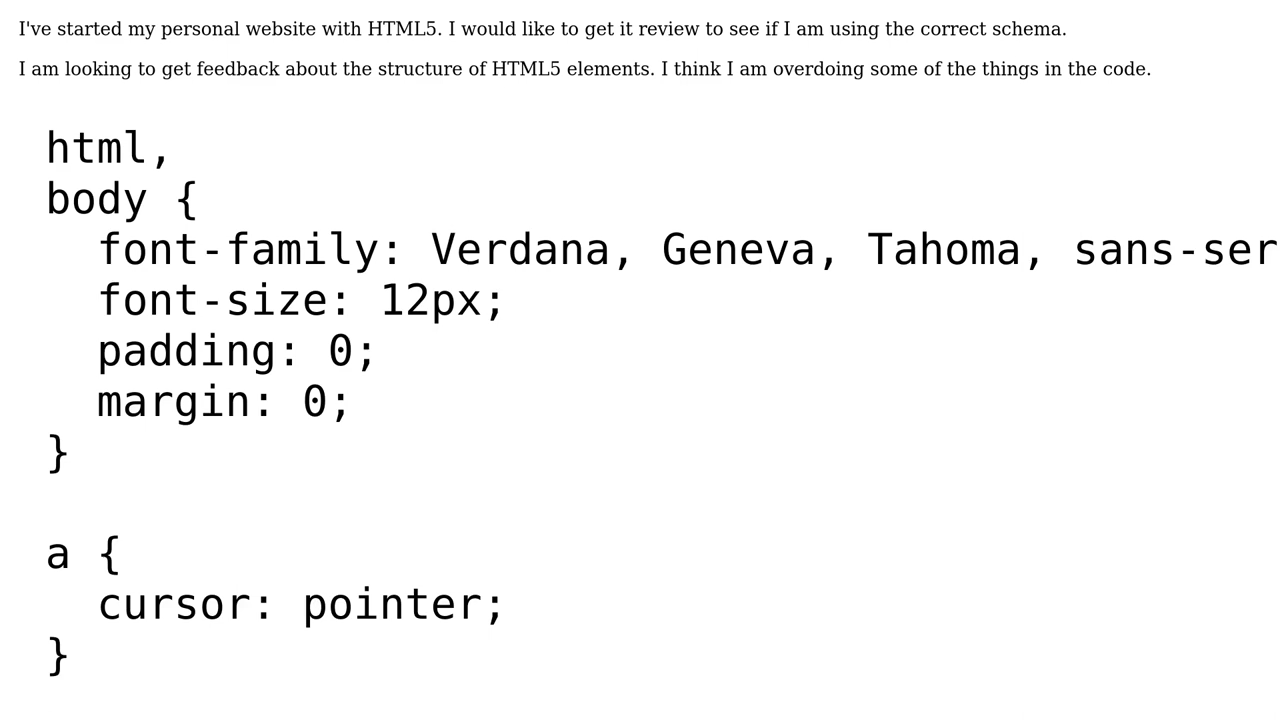 I've started my personal website with HTML5. I would like to get it review to see if I am using the correct schema.
I am looking to get feedback about the structure of HTML5 elements. I think I am overdoing some of the things in the code.
html,
body {
  font-family: Verdana, Geneva, Tahoma, sans-ser
  font-size: 12px;
  padding: 0;
  margin: 0;
}

a {
  cursor: pointer;
}